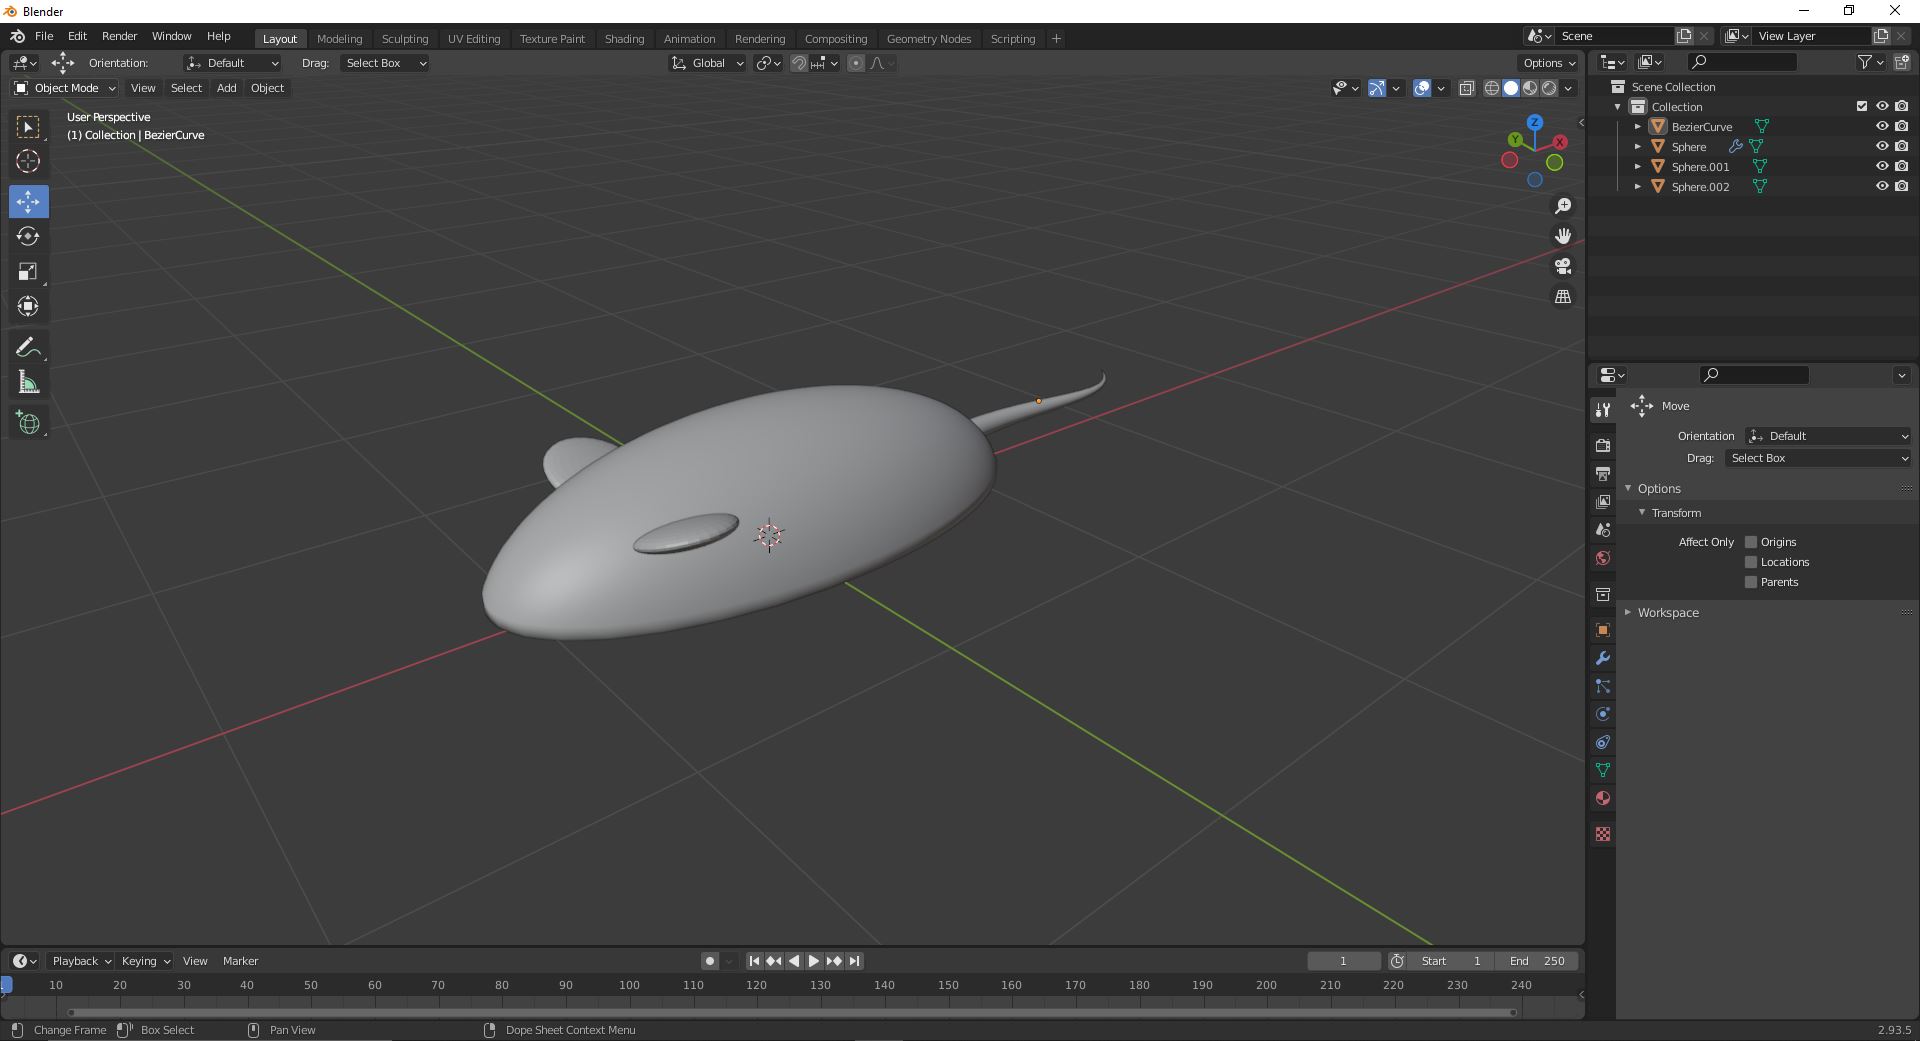 Blender
File Edit Render Window Help Layout Modeling Sculpting UV Editing Texture Paint Shading Animation Rendering Compositing Geometry Nodes Scripting + Scene View Layer
Orientation: Default Drag: Select Box Global Options
Object Mode View Select Add Object
User Perspective
(1) Collection | BezierCurve
Z
Y
X
Scene Collection
Collection
BezierCurve
Sphere
Sphere.001
Sphere.002
Move
Orientation Default
Drag: Select Box
Options
Transform
Affect Only Origins
Locations
Parents
Workspace
Playback Keying View Marker 1 Start 1 End 250
1 10 20 30 40 50 60 70 80 90 100 110 120 130 140 150 160 170 180 190 200 210 220 230 240
Change Frame Box Select Pan View Dope Sheet Context Menu 2.93.5